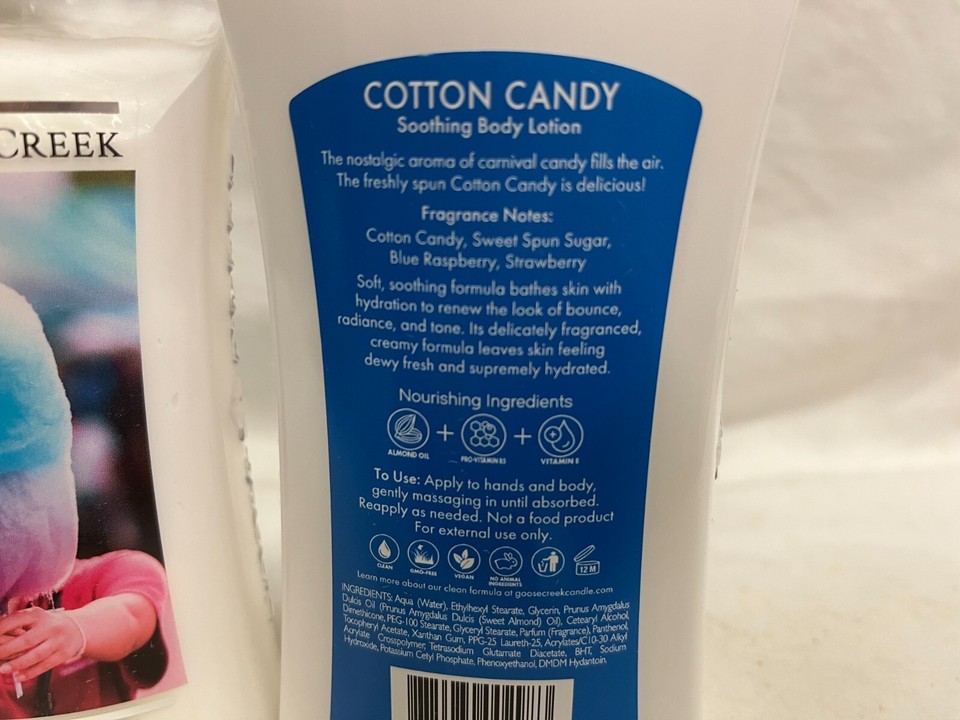 CREEK
COTTON CANDY
Soothing Body Lotion
The nostalgic aroma of carnival candy fills the air.
The freshly spun Cotton Candy is delicious!
Fragrance Notes:
Cotton Candy, Sweet Spun Sugar,
Blue Raspberry, Strawberry
Soft, soothing formula bathes skin with
hydration to renew the look of bounce,
radiance, and tone. Its delicately fragranced,
creamy formula leaves skin feeling
dewy fresh and supremely hydrated.
Nourishing Ingredients
+ +
ALMOND OIL PRO-VITAMIN B5 VITAMIN E
To Use: Apply to hands and body,
gently massaging in until absorbed.
Reapply as needed. Not a food product
For external use only.
12 M
CLEAN GMO-FREE VEGAN NO ANIMAL
INGREDIENTS
Learn more about our clean formula at goosecreekcandle.com
INGREDIENTS: Aqua (Water), Ethylhexyl Stearate, Glycerin, Prunus Amygdalus
Dulcis Oil (Prunus Amygdalus Dulcis (Sweet Almond) Oil), Cetearyl Alcohol,
Dimethicone, PEG-100 Stearate, Glyceryl Stearate, Parfum (Fragrance), Panthenol,
Tocopheryl Acetate, Xanthan Gum, PPG-25 Laureth-25, Acrylates/C10-30 Alkyl
Acrylate Crosspolymer, Tetrasodium Glutamate Diacetate, BHT, Sodium
Hydroxide, Potassium Cetyl Phosphate, Phenoxyethanol, DMDM Hydantoin.